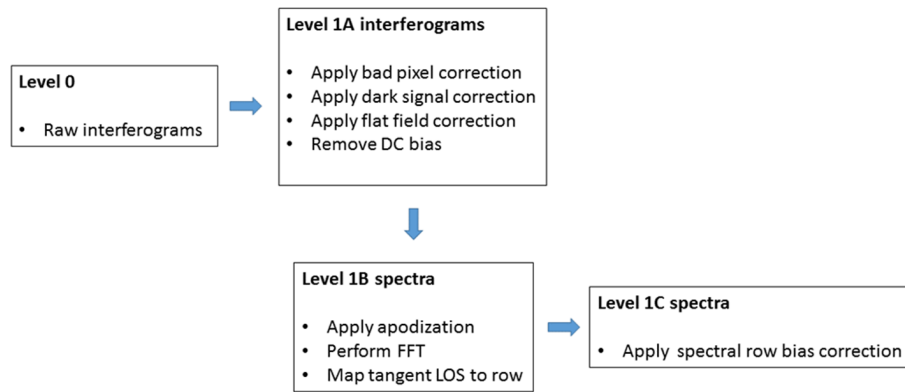 Level 0
• Raw interferograms
Level 1A interferograms
• Apply bad pixel correction
• Apply dark signal correction
• Apply flat field correction
• Remove DC bias
Level 1B spectra
• Apply apodization
• Perform FFT
• Map tangent LOS to row
Level 1C spectra
• Apply spectral row bias correction